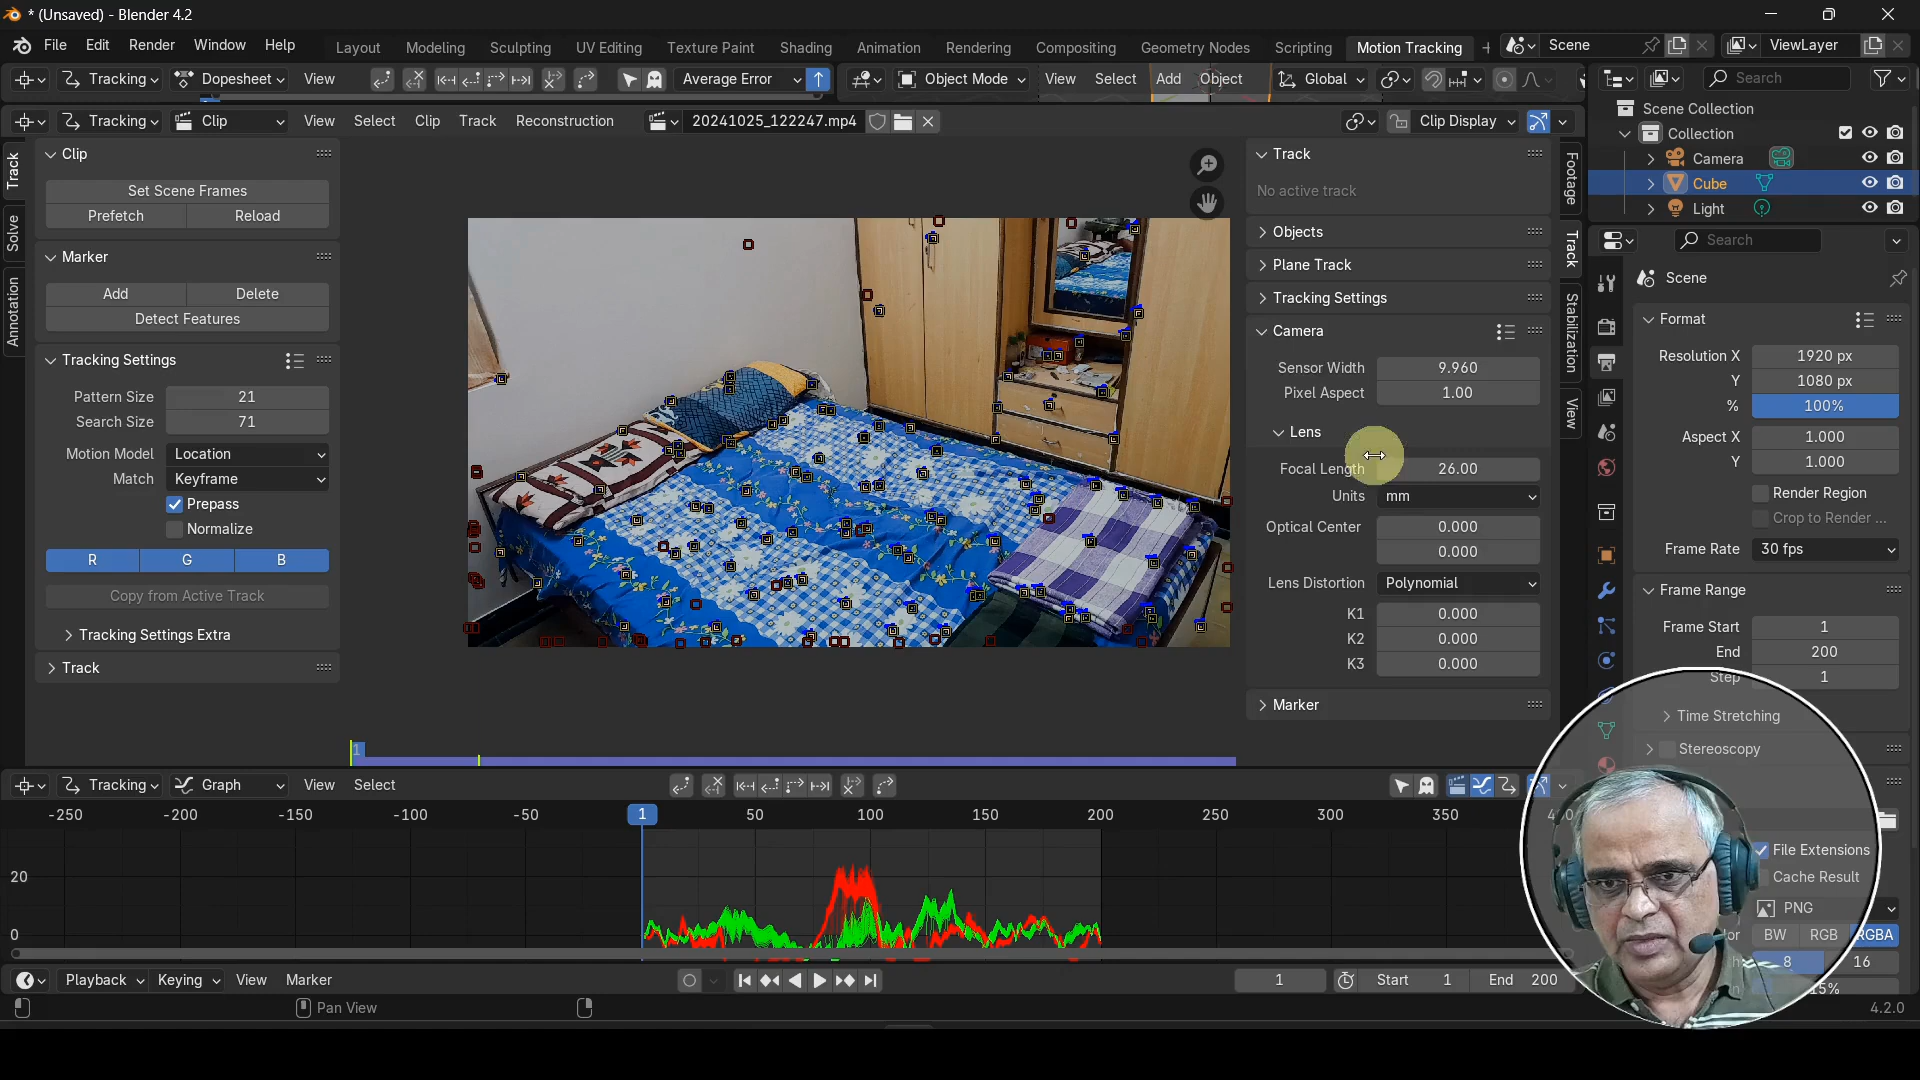 * (Unsaved) - Blender 4.2
File Edit Render Window Help Layout Modeling Sculpting UV Editing Texture Paint Shading Animation Rendering Compositing Geometry Nodes Scripting Motion Tracking Scene ViewLayer
Tracking Dopesheet View Average Error Object Mode View Select Add Object Global Search
Tracking Clip View Select Clip Track Reconstruction 20241025_122247.mp4 Clip Display
Scene Collection
Collection
Camera
Cube
Light
Search
Scene
Track
Solve
Annotation
Clip
Set Scene Frames
Prefetch Reload
Marker
Add Delete
Detect Features
Tracking Settings
Pattern Size 21
Search Size 71
Motion Model Location
Match Keyframe
Prepass
Normalize
R G B
Copy from Active Track
Tracking Settings Extra
Track
Track
No active track
Objects
Plane Track
Tracking Settings
Camera
Sensor Width 9.960
Pixel Aspect 1.00
Lens
Focal Length 26.00
Units mm
Optical Center 0.000
0.000
Lens Distortion Polynomial
K1 0.000
K2 0.000
K3 0.000
Marker
Footage
Track
Stabilization
View
Format
Resolution X 1920 px
Y 1080 px
% 100%
Aspect X 1.000
Y 1.000
Render Region
Crop to Render ...
Frame Rate 30 fps
Frame Range
Frame Start 1
End 200
Step 1
Time Stretching
Stereoscopy
File Extensions
Cache Result
PNG
BW RGB RGBA
8 16
1
Tracking Graph View Select
-250 -200 -150 -100 -50 1 50 100 150 200 250 300 350
20
0
Playback Keying View Marker 1 Start 1 End 200
Pan View 4.2.0